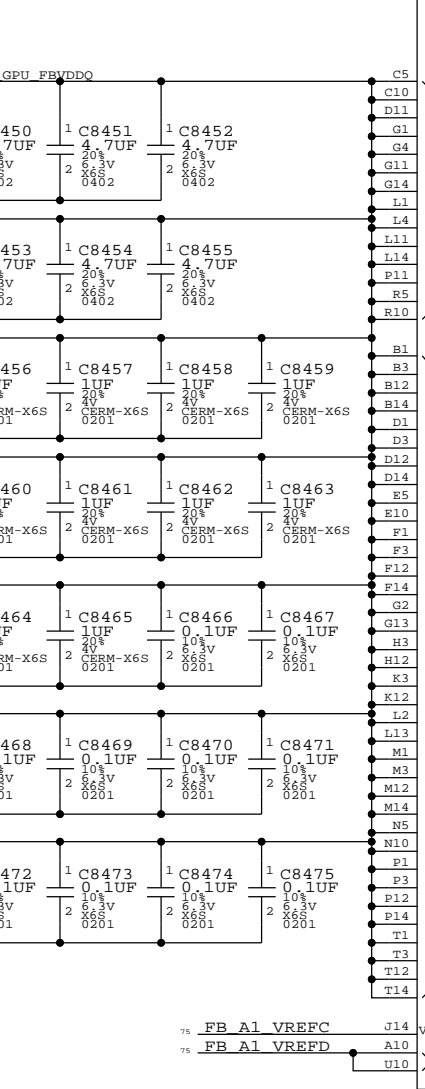 GPU_FBVDDQ
C5
C10
D11
G1
G4
G11
G14
L1
L4
L11
L14
P11
R5
R10
B1
B3
B12
B14
D1
D3
D12
D14
E5
E10
F1
F3
F12
F14
G2
G13
H3
H12
K3
K12
L2
L13
M1
M3
M12
M14
N5
N10
P1
P3
P12
P14
T1
T3
T12
T14
450
1 C8451
1 C8452
7UF
4.7UF
4.7UF
20%
20%
6.3V
6.3V
2 X6S
2 X6S
0402
0402
453
1 C8454
1 C8455
7UF
4.7UF
4.7UF
20%
20%
6.3V
6.3V
2 X6S
2 X6S
0402
0402
456
1 C8457
1 C8458
1 C8459
1UF
1UF
1UF
20%
20%
20%
4V
4V
4V
2 CERM-X6S
2 CERM-X6S
2 CERM-X6S
0201
0201
0201
460
1 C8461
1 C8462
1 C8463
1UF
1UF
1UF
20%
20%
20%
4V
4V
4V
2 CERM-X6S
2 CERM-X6S
2 CERM-X6S
0201
0201
0201
464
1 C8465
1 C8466
1 C8467
1UF
0.1UF
0.1UF
20%
10%
10%
4V
6.3V
6.3V
2 CERM-X6S
2 X6S
2 X6S
0201
0201
0201
468
1 C8469
1 C8470
1 C8471
1UF
0.1UF
0.1UF
0.1UF
10%
10%
10%
6.3V
6.3V
6.3V
2 X6S
2 X6S
2 X6S
0201
0201
0201
472
1 C8473
1 C8474
1 C8475
1UF
0.1UF
0.1UF
0.1UF
10%
10%
10%
6.3V
6.3V
6.3V
2 X6S
2 X6S
2 X6S
0201
0201
0201
75 FB_A1_VREFC J14
75 FB_A1_VREFD A10
U10